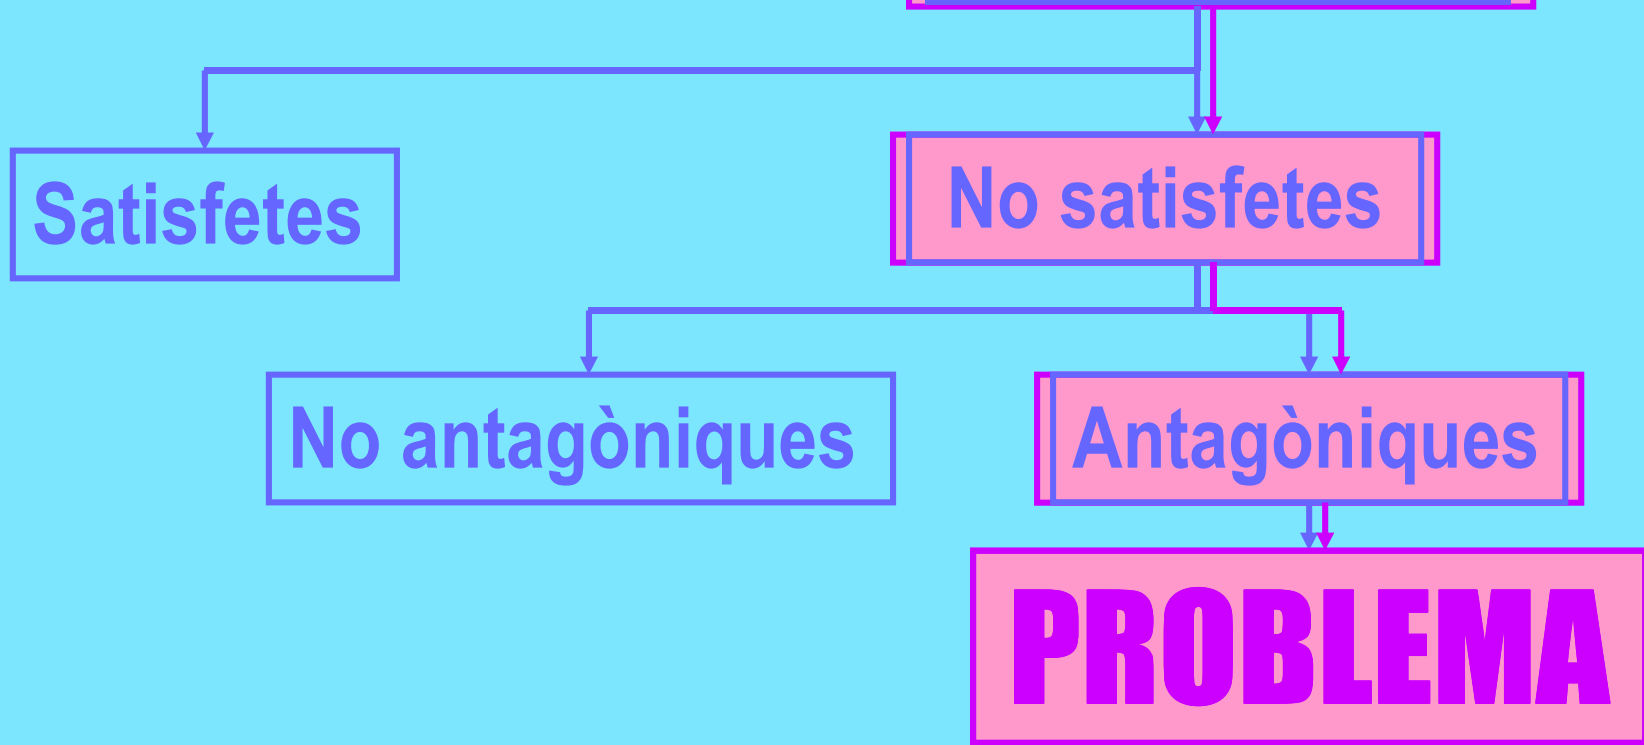 Satisfetes
No satisfetes
No antagòniques
Antagòniques
PROBLEMA